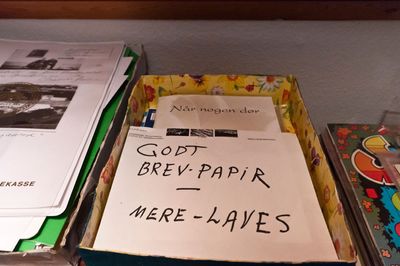 Når nogen dør
GODT
BREV-PAPIR
—
MERE-LAVES
EKASSE